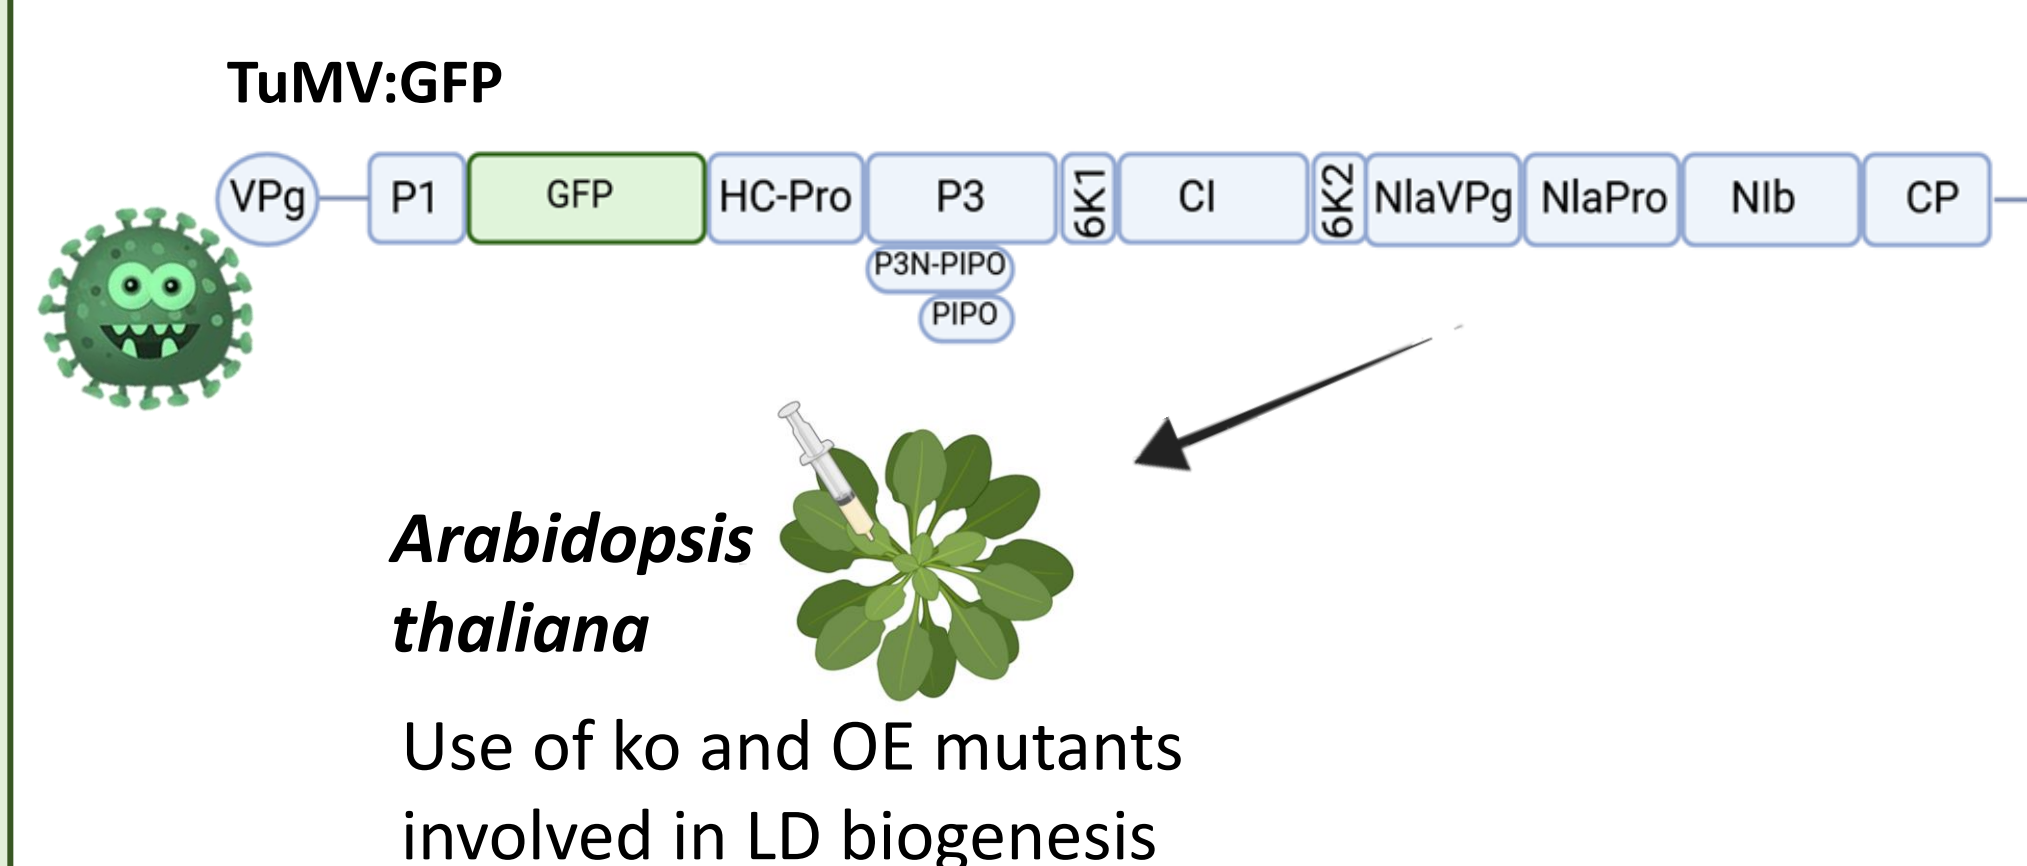 TuMV:GFP
VPg P1 GFP HC-Pro P3 6K1 CI 6K2 NlaVPg NlaPro NIb CP
P3N-PIPO
PIPO
Arabidopsis
thaliana
Use of ko and OE mutants
involved in LD biogenesis